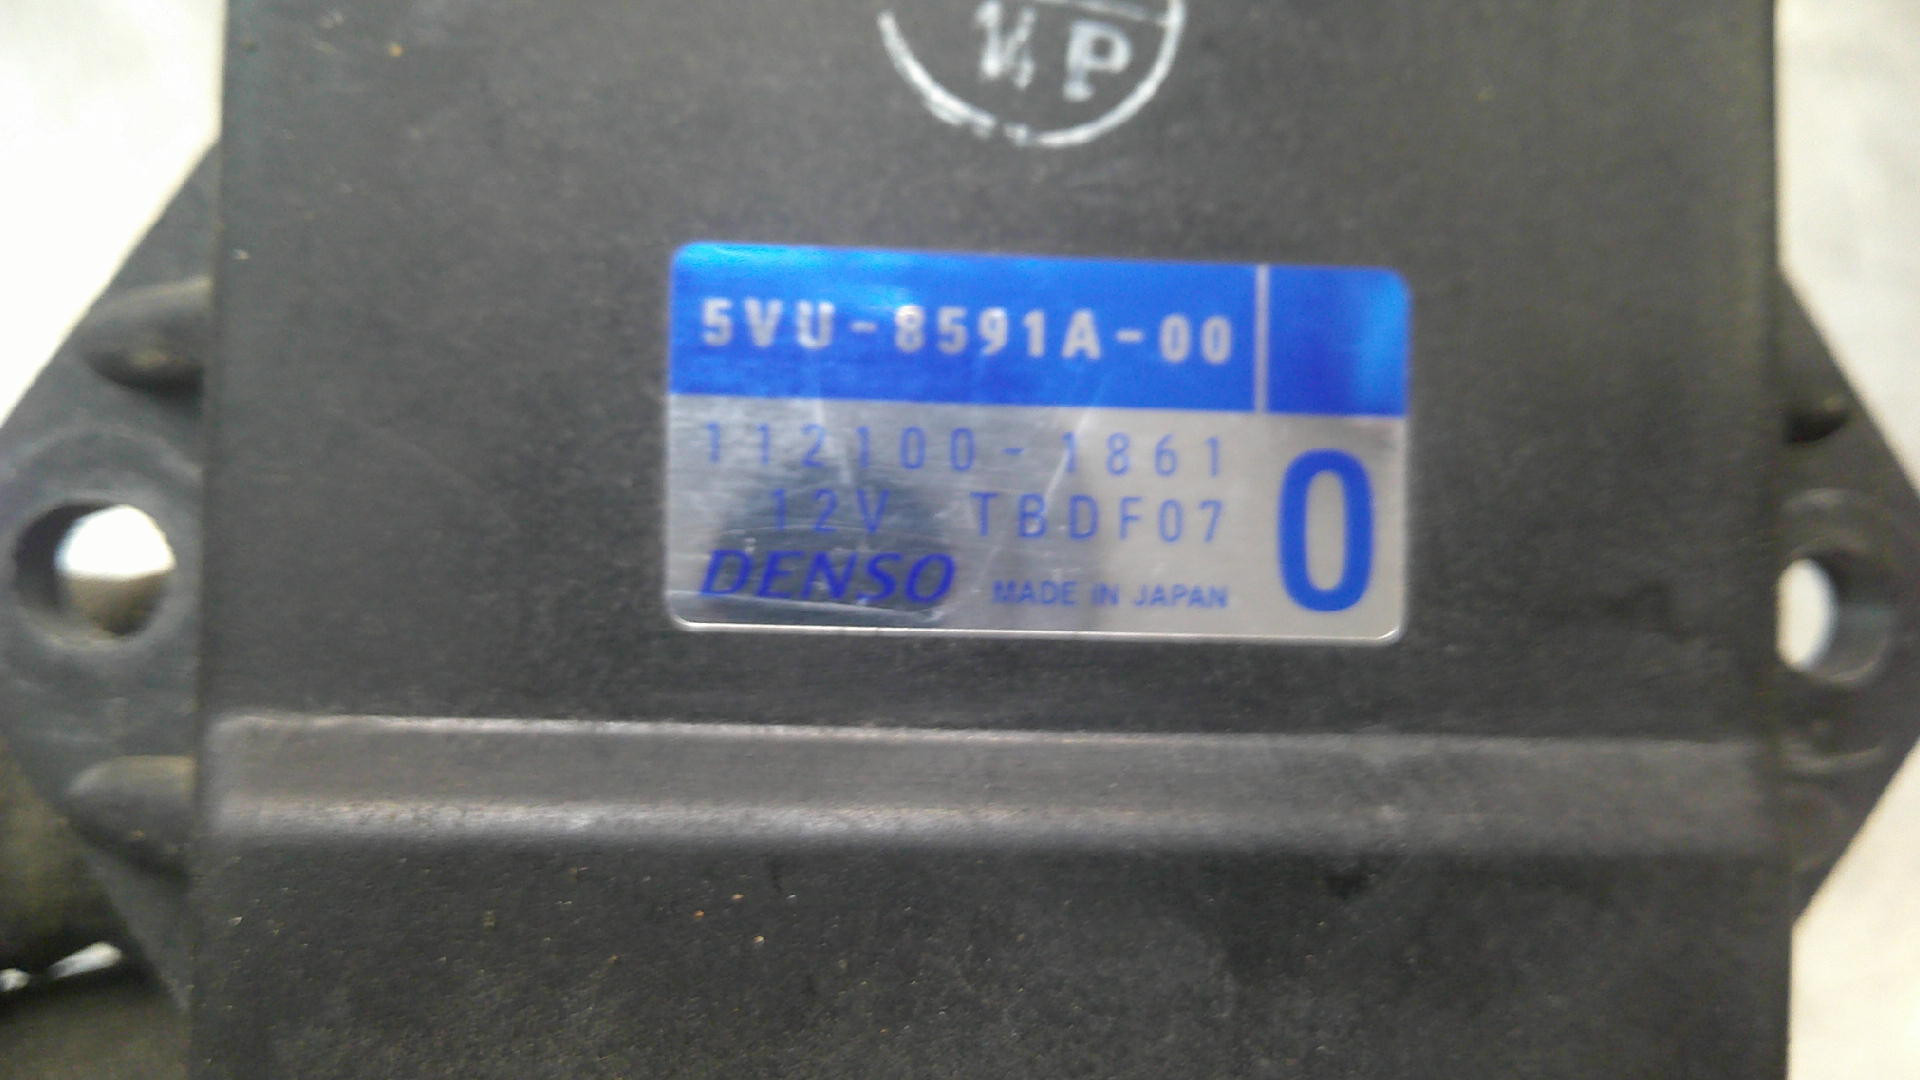 5VU-8591A-00
112100-1861
12V TBDF07
0
DENSO MADE IN JAPAN